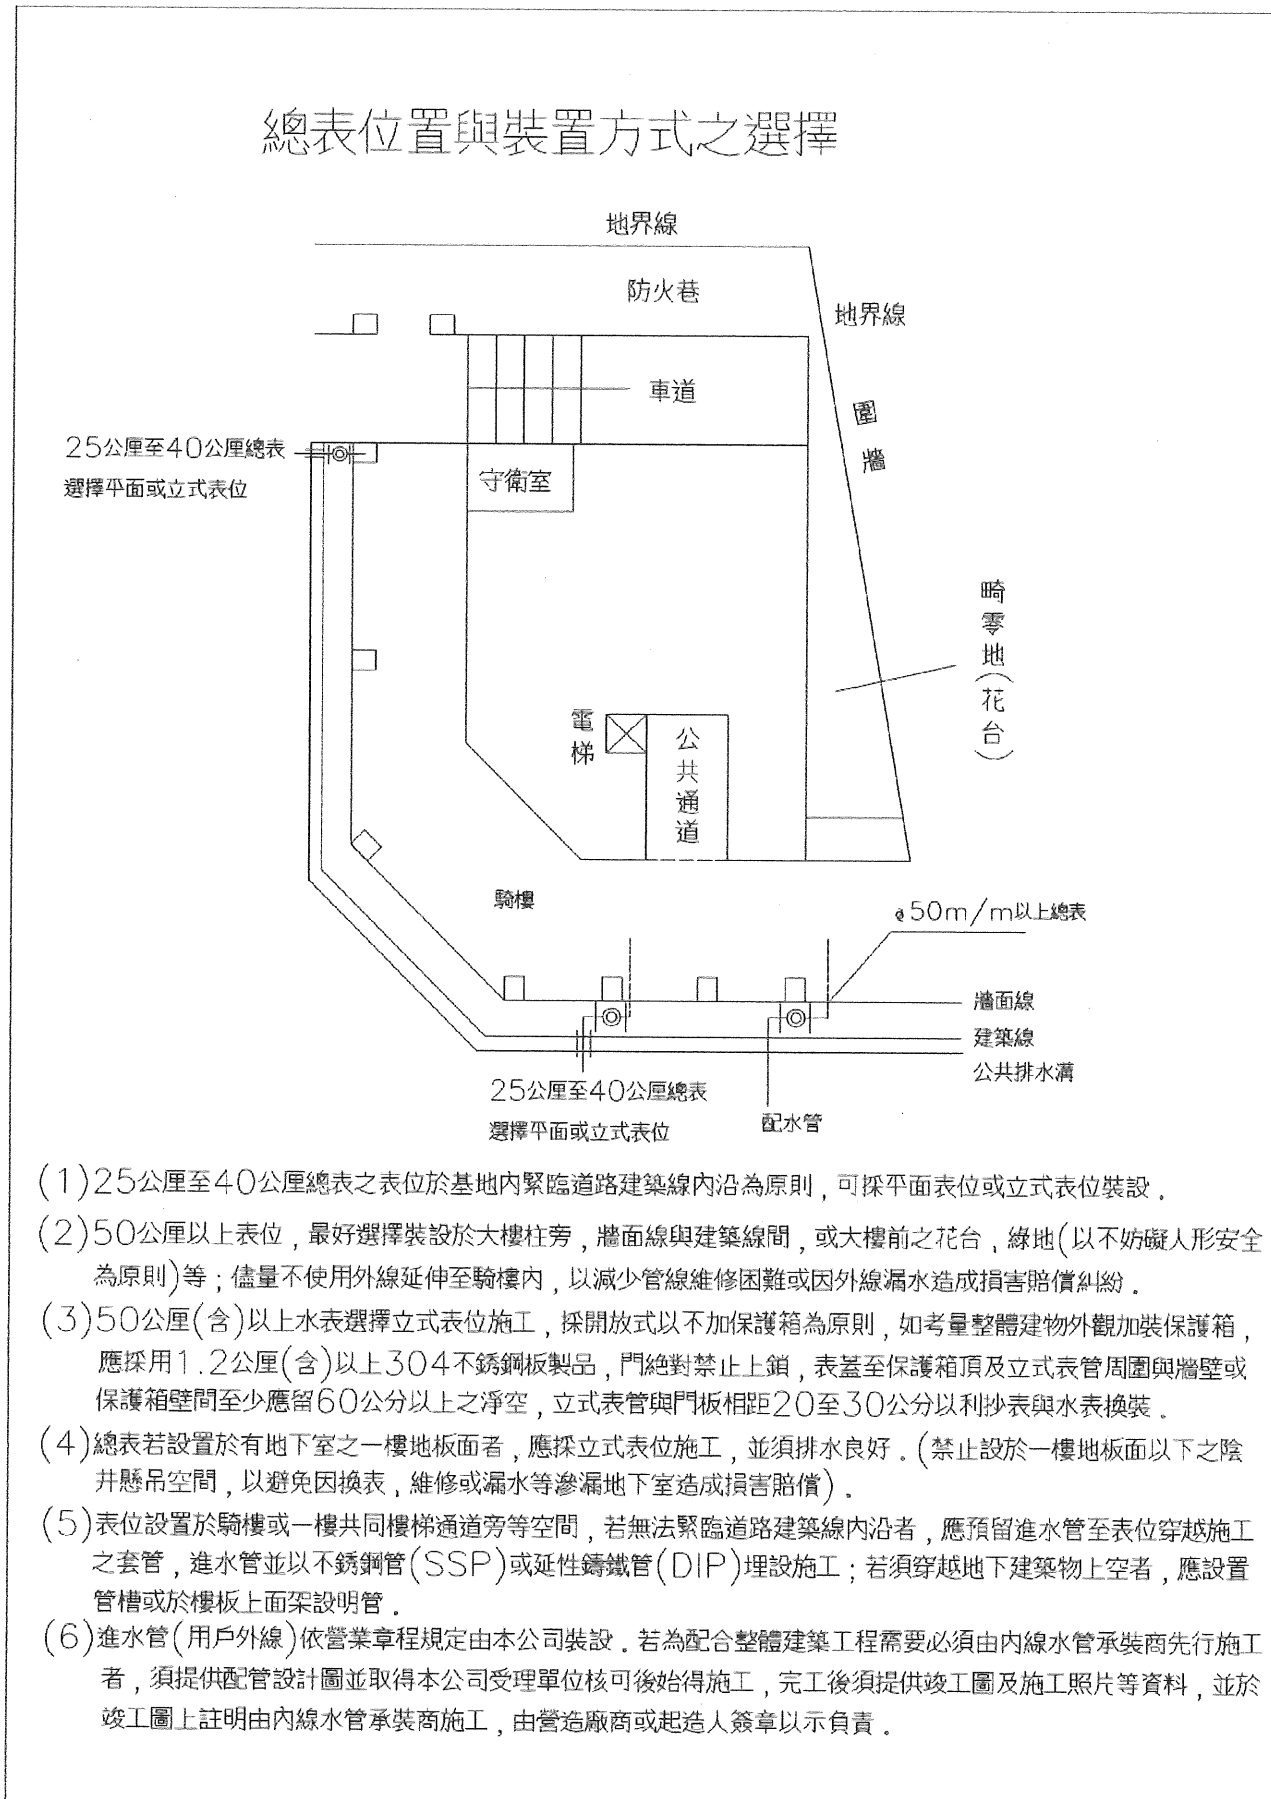 總表位置與裝置方式之選擇
地界線
防火巷
地界線
車道
圍牆
25公厘至40公厘總表
選擇平面或立式表位
守衛室
畸零地(花台)
電梯
公共通道
騎樓
50m/m以上總表
牆面線
建築線
公共排水溝
25公厘至40公厘總表
選擇平面或立式表位
配水管
(1)25公厘至40公厘總表之表位於基地內緊臨道路建築線內沿為原則，可採平面表位或立式表位裝設．
(2)50公厘以上表位，最好選擇裝設於大樓柱旁，牆面線與建築線間，或大樓前之花台、綠地(以不妨礙人形安全
為原則)等；儘量不使用外線延伸至騎樓內，以減少管線維修困難或因外線漏水造成損害賠償糾紛．
(3)50公厘(含)以上水表選擇立式表位施工，採開放式以不加保護箱為原則，如考量整體建物外觀加裝保護箱，
應採用1.2公厘(含)以上304不銹鋼板製品，門絕對禁止上鎖，表蓋至保護箱頂及立式表管周圍與牆壁或
保護箱壁間至少應留60公分以上之淨空，立式表管與門板相距20至30公分以利抄表與水表換裝．
(4)總表若設置於有地下室之一樓地板面者，應採立式表位施工，並須排水良好．(禁止設於一樓地板面以下之陰
井懸吊空間，以避免因換表，維修或漏水等滲漏地下室造成損害賠償)．
(5)表位設置於騎樓或一樓共同樓梯通道旁等空間，若無法緊臨道路建築線內沿者，應預留進水管至表位穿越施工
之套管，進水管並以不銹鋼管(SSP)或延性鑄鐵管(DIP)埋設施工；若須穿越地下建築物上空者，應設置
管槽或於樓板上面架設明管．
(6)進水管(用戶外線)依營業章程規定由本公司裝設．若為配合整體建築工程需要必須由內線水管承裝商先行施工
者，須提供配管設計圖並取得本公司受理單位核可後始得施工，完工後須提供竣工圖及施工照片等資料，並於
竣工圖上註明由內線水管承裝商施工，由營造廠商或起造人簽章以示負責．